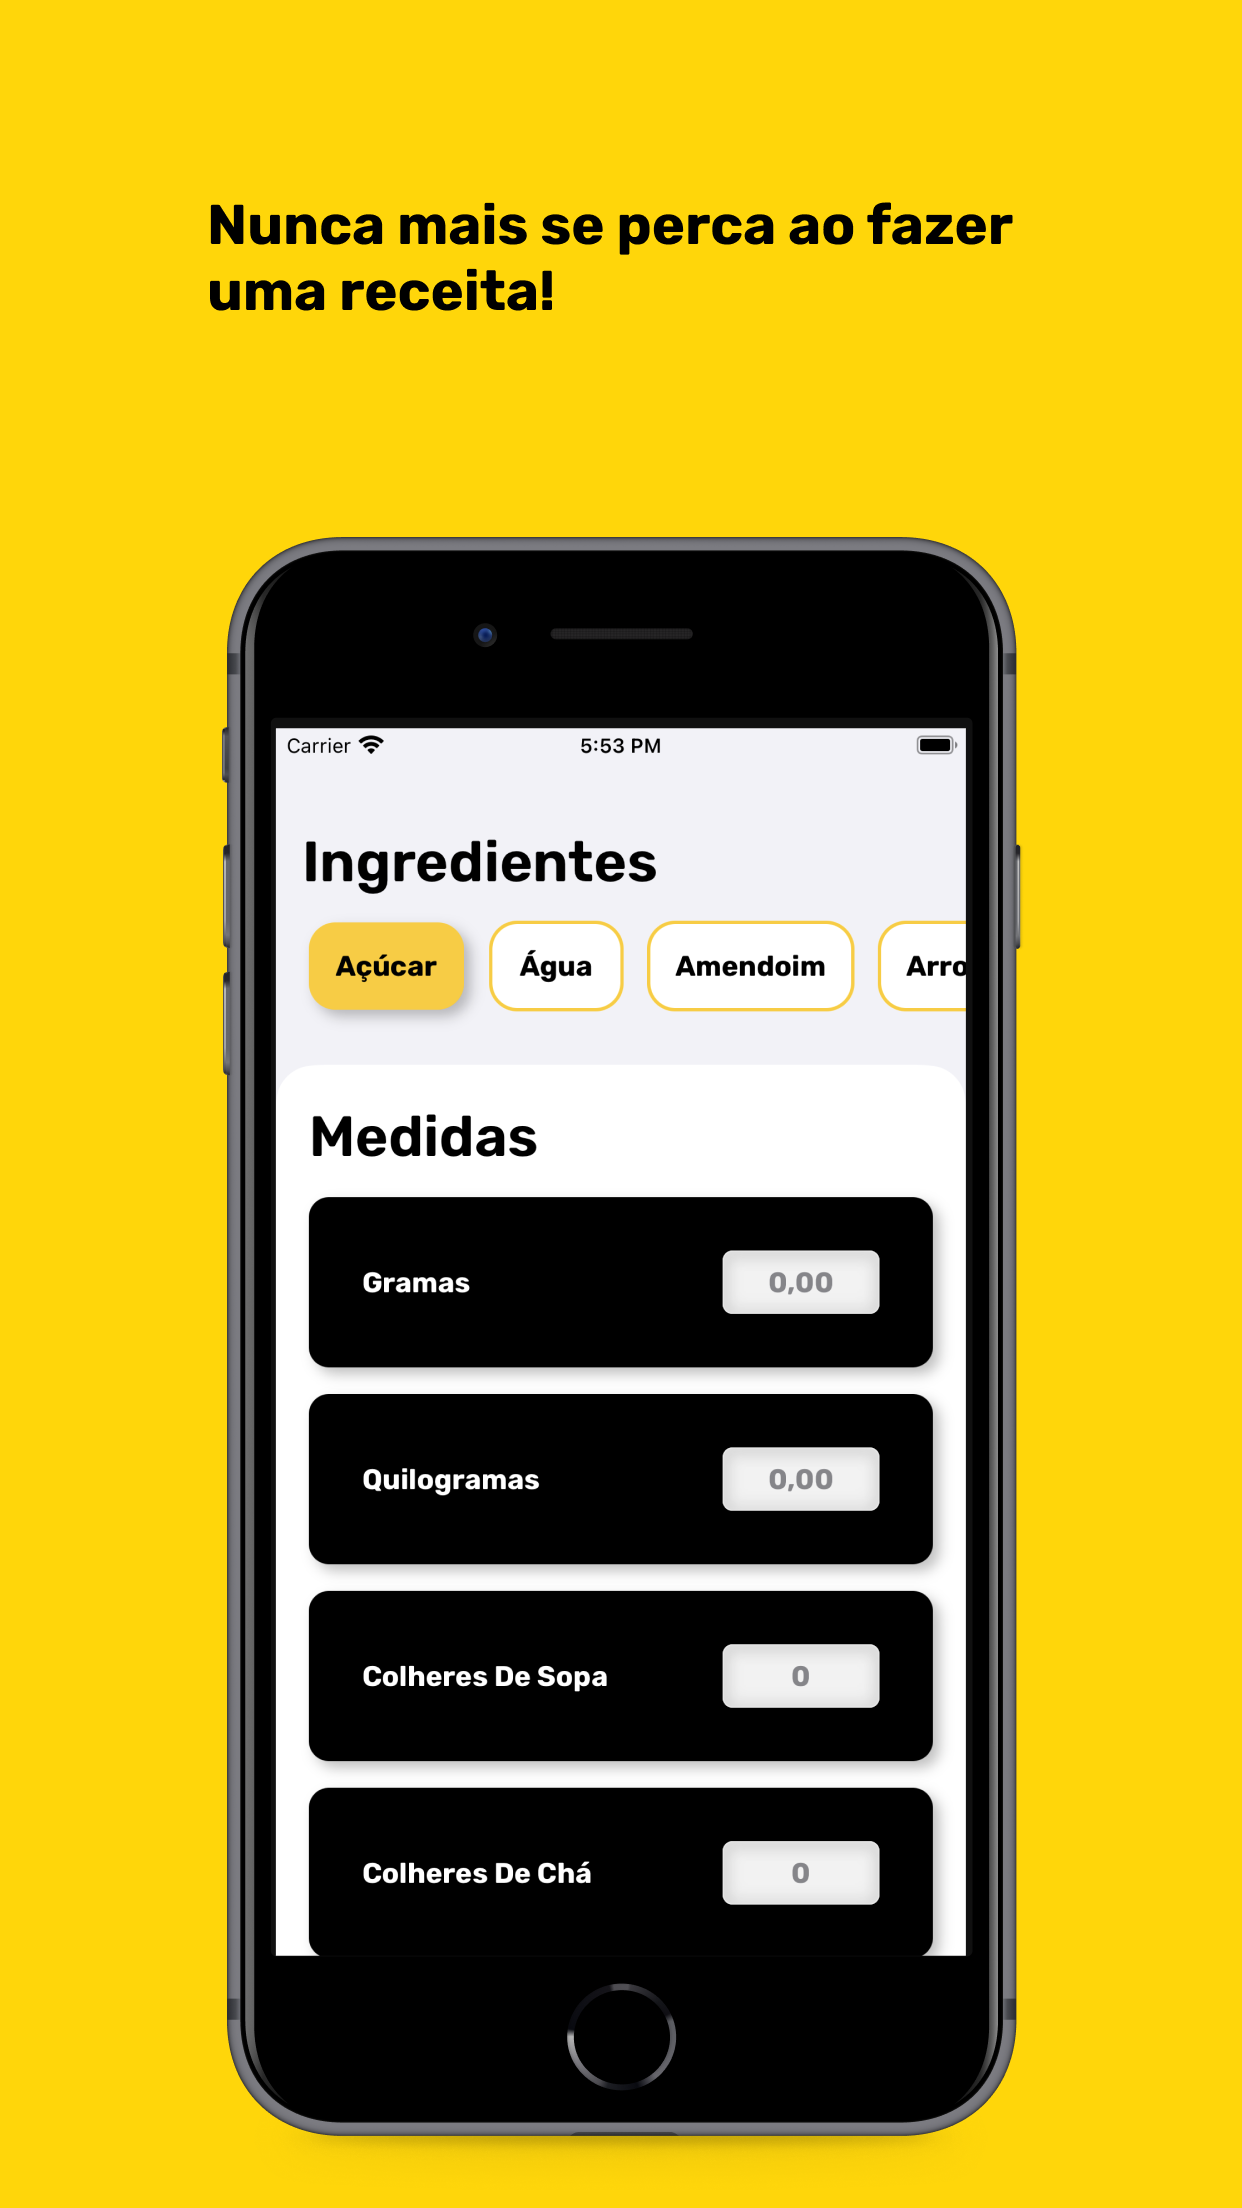 Nunca mais se perca ao fazer
uma receita!
Carrier 5:53 PM
Ingredientes
Açúcar Água Amendoim Arro
Medidas
Gramas 0,00
Quilogramas 0,00
Colheres De Sopa 0
Colheres De Chá 0